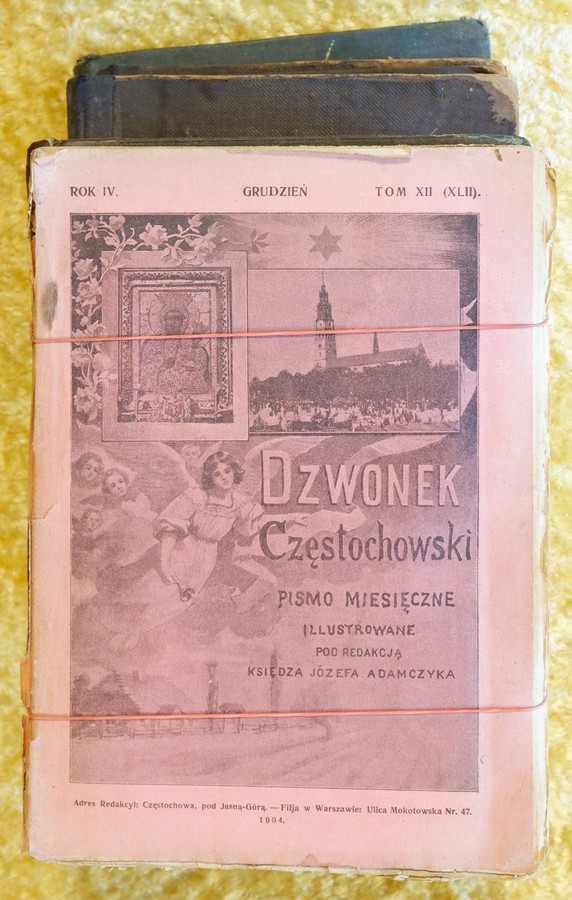 ROK IV.
GRUDZIEŃ
TOM XII (XLII).
DZWONEK
Częstochowski
PISMO MIESIĘCZNE
ILLUSTROWANE
POD REDAKCJĄ
KSIĘDZA JÓZEFA ADAMCZYKA
Adres Redakcyi: Częstochowa, pod Jasną-Górą. — Filja w Warszawie: Ulica Mokotowska Nr. 47.
1904.